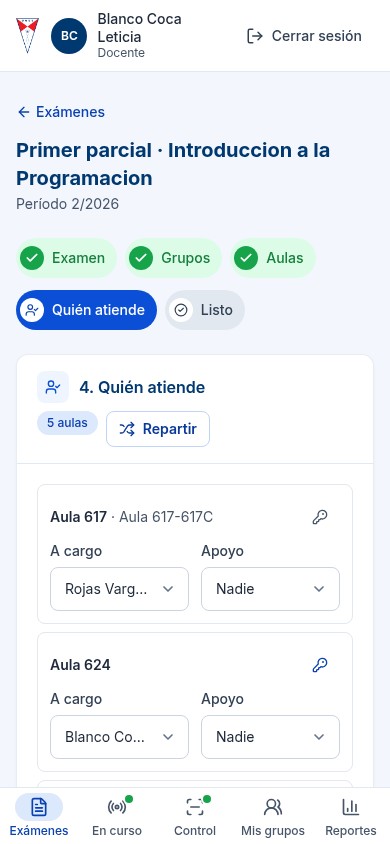 BC
Blanco Coca
Leticia
Docente
Cerrar sesión
Exámenes
Primer parcial · Introduccion a la
Programacion
Período 2/2026
Examen
Grupos
Aulas
Quién atiende
Listo
4. Quién atiende
5 aulas
Repartir
Aula 617 · Aula 617-617C
A cargo
Apoyo
Rojas Varg...
Nadie
Aula 624
A cargo
Apoyo
Blanco Co...
Nadie
Exámenes
En curso
Control
Mis grupos
Reportes